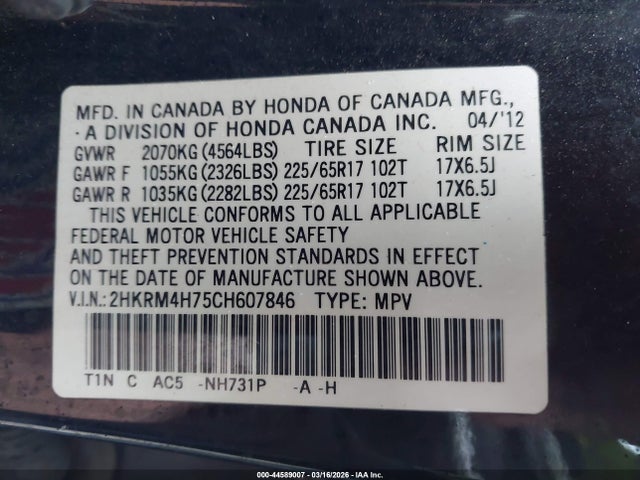 MFD. IN CANADA BY HONDA OF CANADA MFG.,
A DIVISION OF HONDA CANADA INC. 04/'12
GVWR 2070KG (4564LBS) TIRE SIZE RIM SIZE
GAWR F 1055KG (2326LBS) 225/65R17 102T 17X6.5J
GAWR R 1035KG (2282LBS) 225/65R17 102T 17X6.5J
THIS VEHICLE CONFORMS TO ALL APPLICABLE
FEDERAL MOTOR VEHICLE SAFETY
AND THEFT PREVENTION STANDARDS IN EFFECT
ON THE DATE OF MANUFACTURE SHOWN ABOVE.
V.I.N.: 2HKRM4H75CH607846 TYPE: MPV
T1N C AC5 -NH731P -A -H
000-44589007 - 03/16/2026 - IAA Inc.